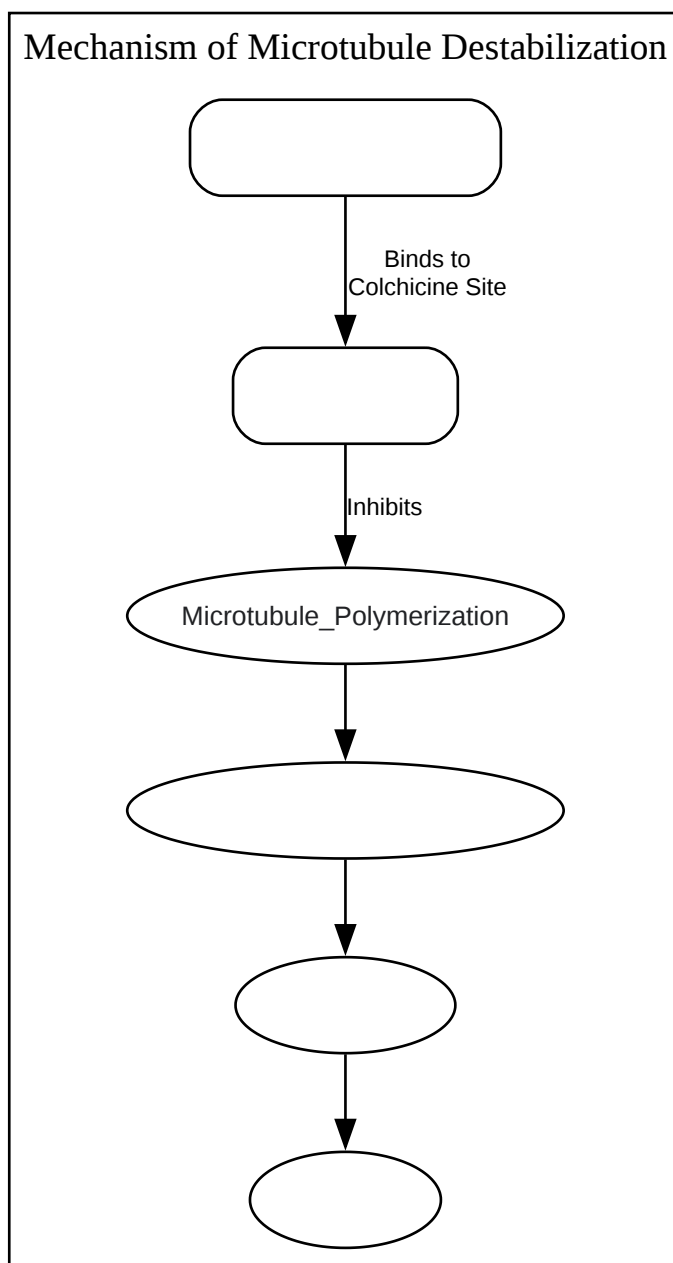 Mechanism of Microtubule Destabilization
Binds to
Colchicine Site
Inhibits
Microtubule_Polymerization